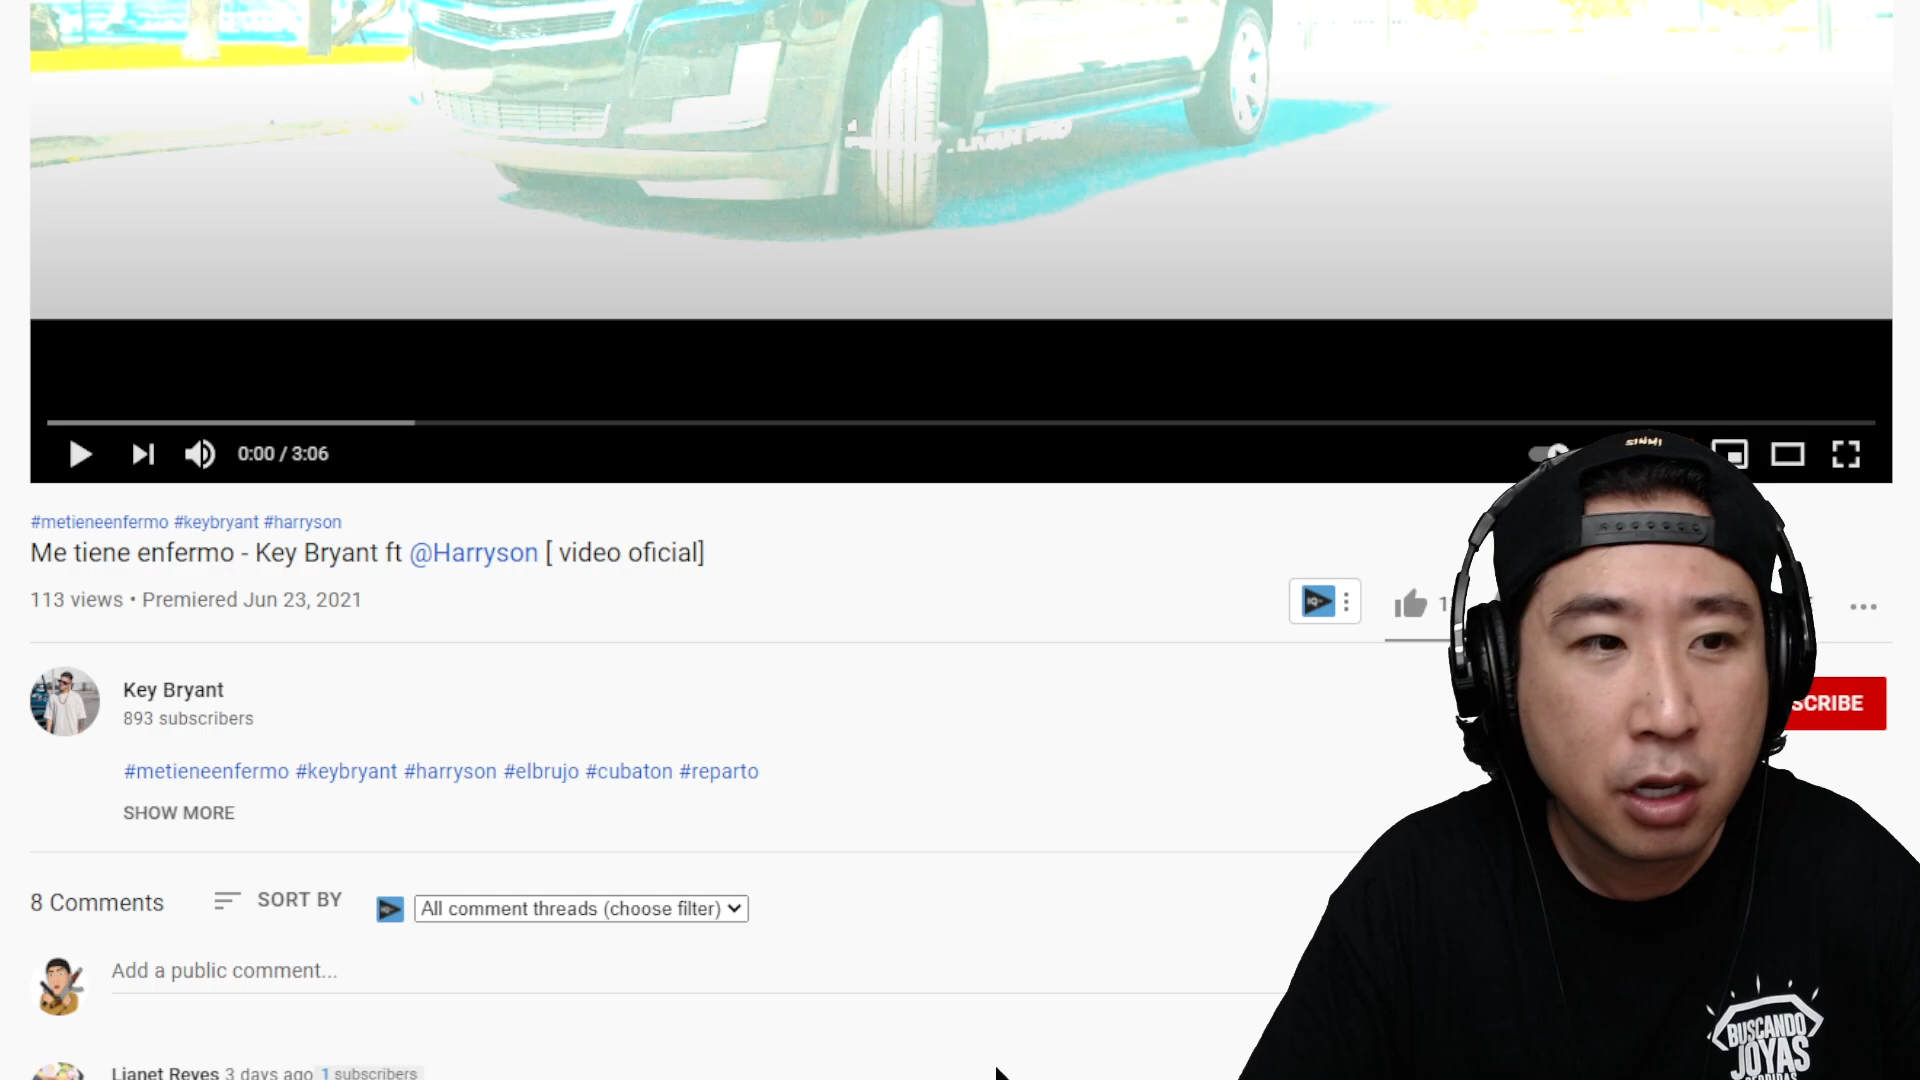 0:00 / 3:06
SINMI
#metieneenfermo #keybryant #harryson
Me tiene enfermo - Key Bryant ft @Harryson [ video oficial]
113 views • Premiered Jun 23, 2021
IQ
Key Bryant
893 subscribers
SCRIBE
#metieneenfermo #keybryant #harryson #elbrujo #cubaton #reparto
SHOW MORE
8 Comments
SORT BY
All comment threads (choose filter)
Add a public comment...
BUSCANDO
JOYAS
Lianet Reyes 3 days ago 1 subscribers